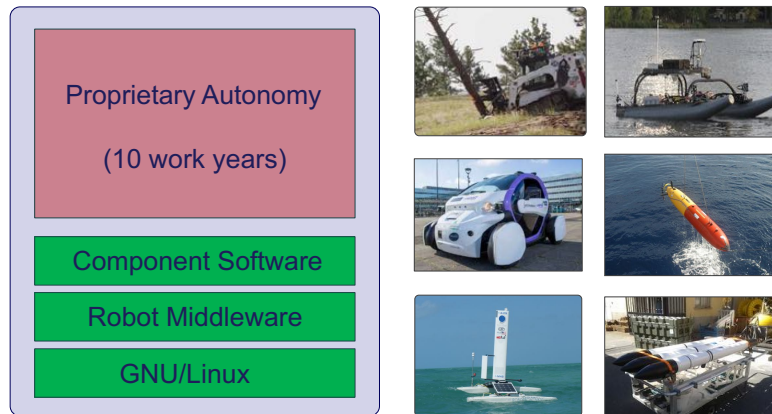 Proprietary Autonomy
(10 work years)
Component Software
Robot Middleware
GNU/Linux